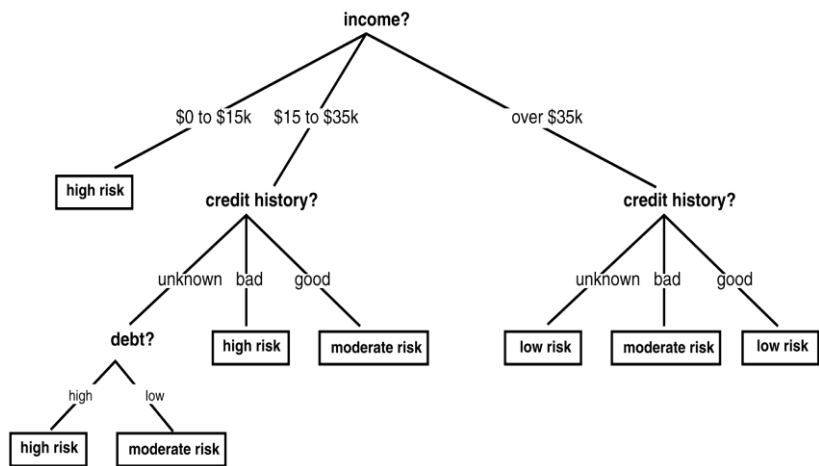 income?
$0 to $15k
$15 to $35k
over $35k
high risk
credit history?
credit history?
unknown
bad
good
unknown
bad
good
debt?
high risk
moderate risk
low risk
moderate risk
low risk
high
low
high risk
moderate risk